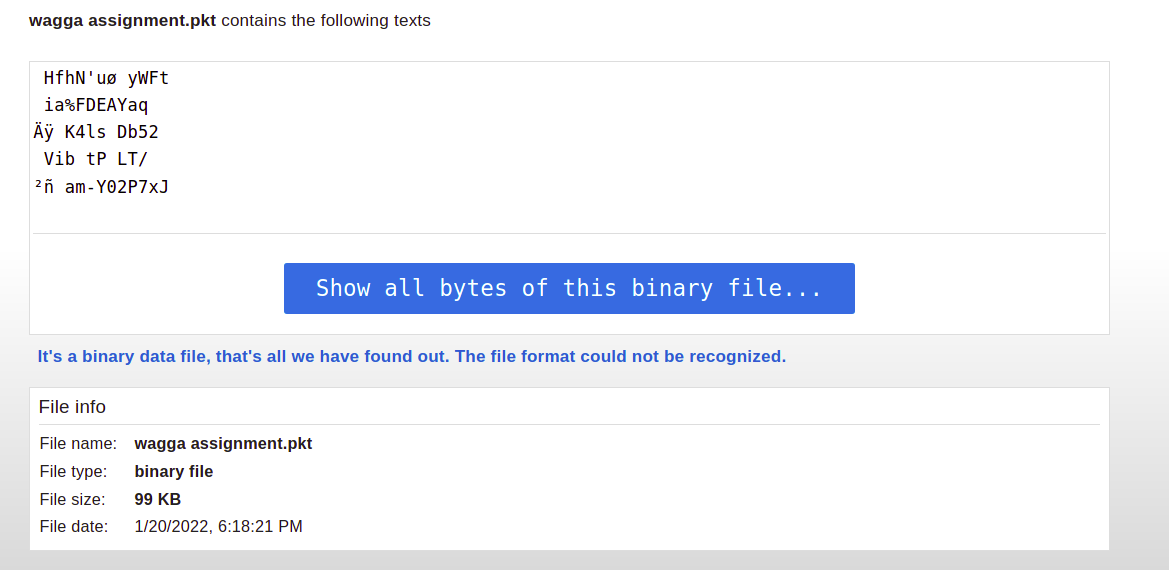 wagga assignment.pkt contains the following texts
HfhN'uø yWFt
ia%FDEAYaq
Äÿ K4ls Db52
Vib tP LT/
²ñ am-Y02P7xJ
Show all bytes of this binary file...
It's a binary data file, that's all we have found out. The file format could not be recognized.
File info
File name: wagga assignment.pkt
File type: binary file
File size: 99 KB
File date: 1/20/2022, 6:18:21 PM